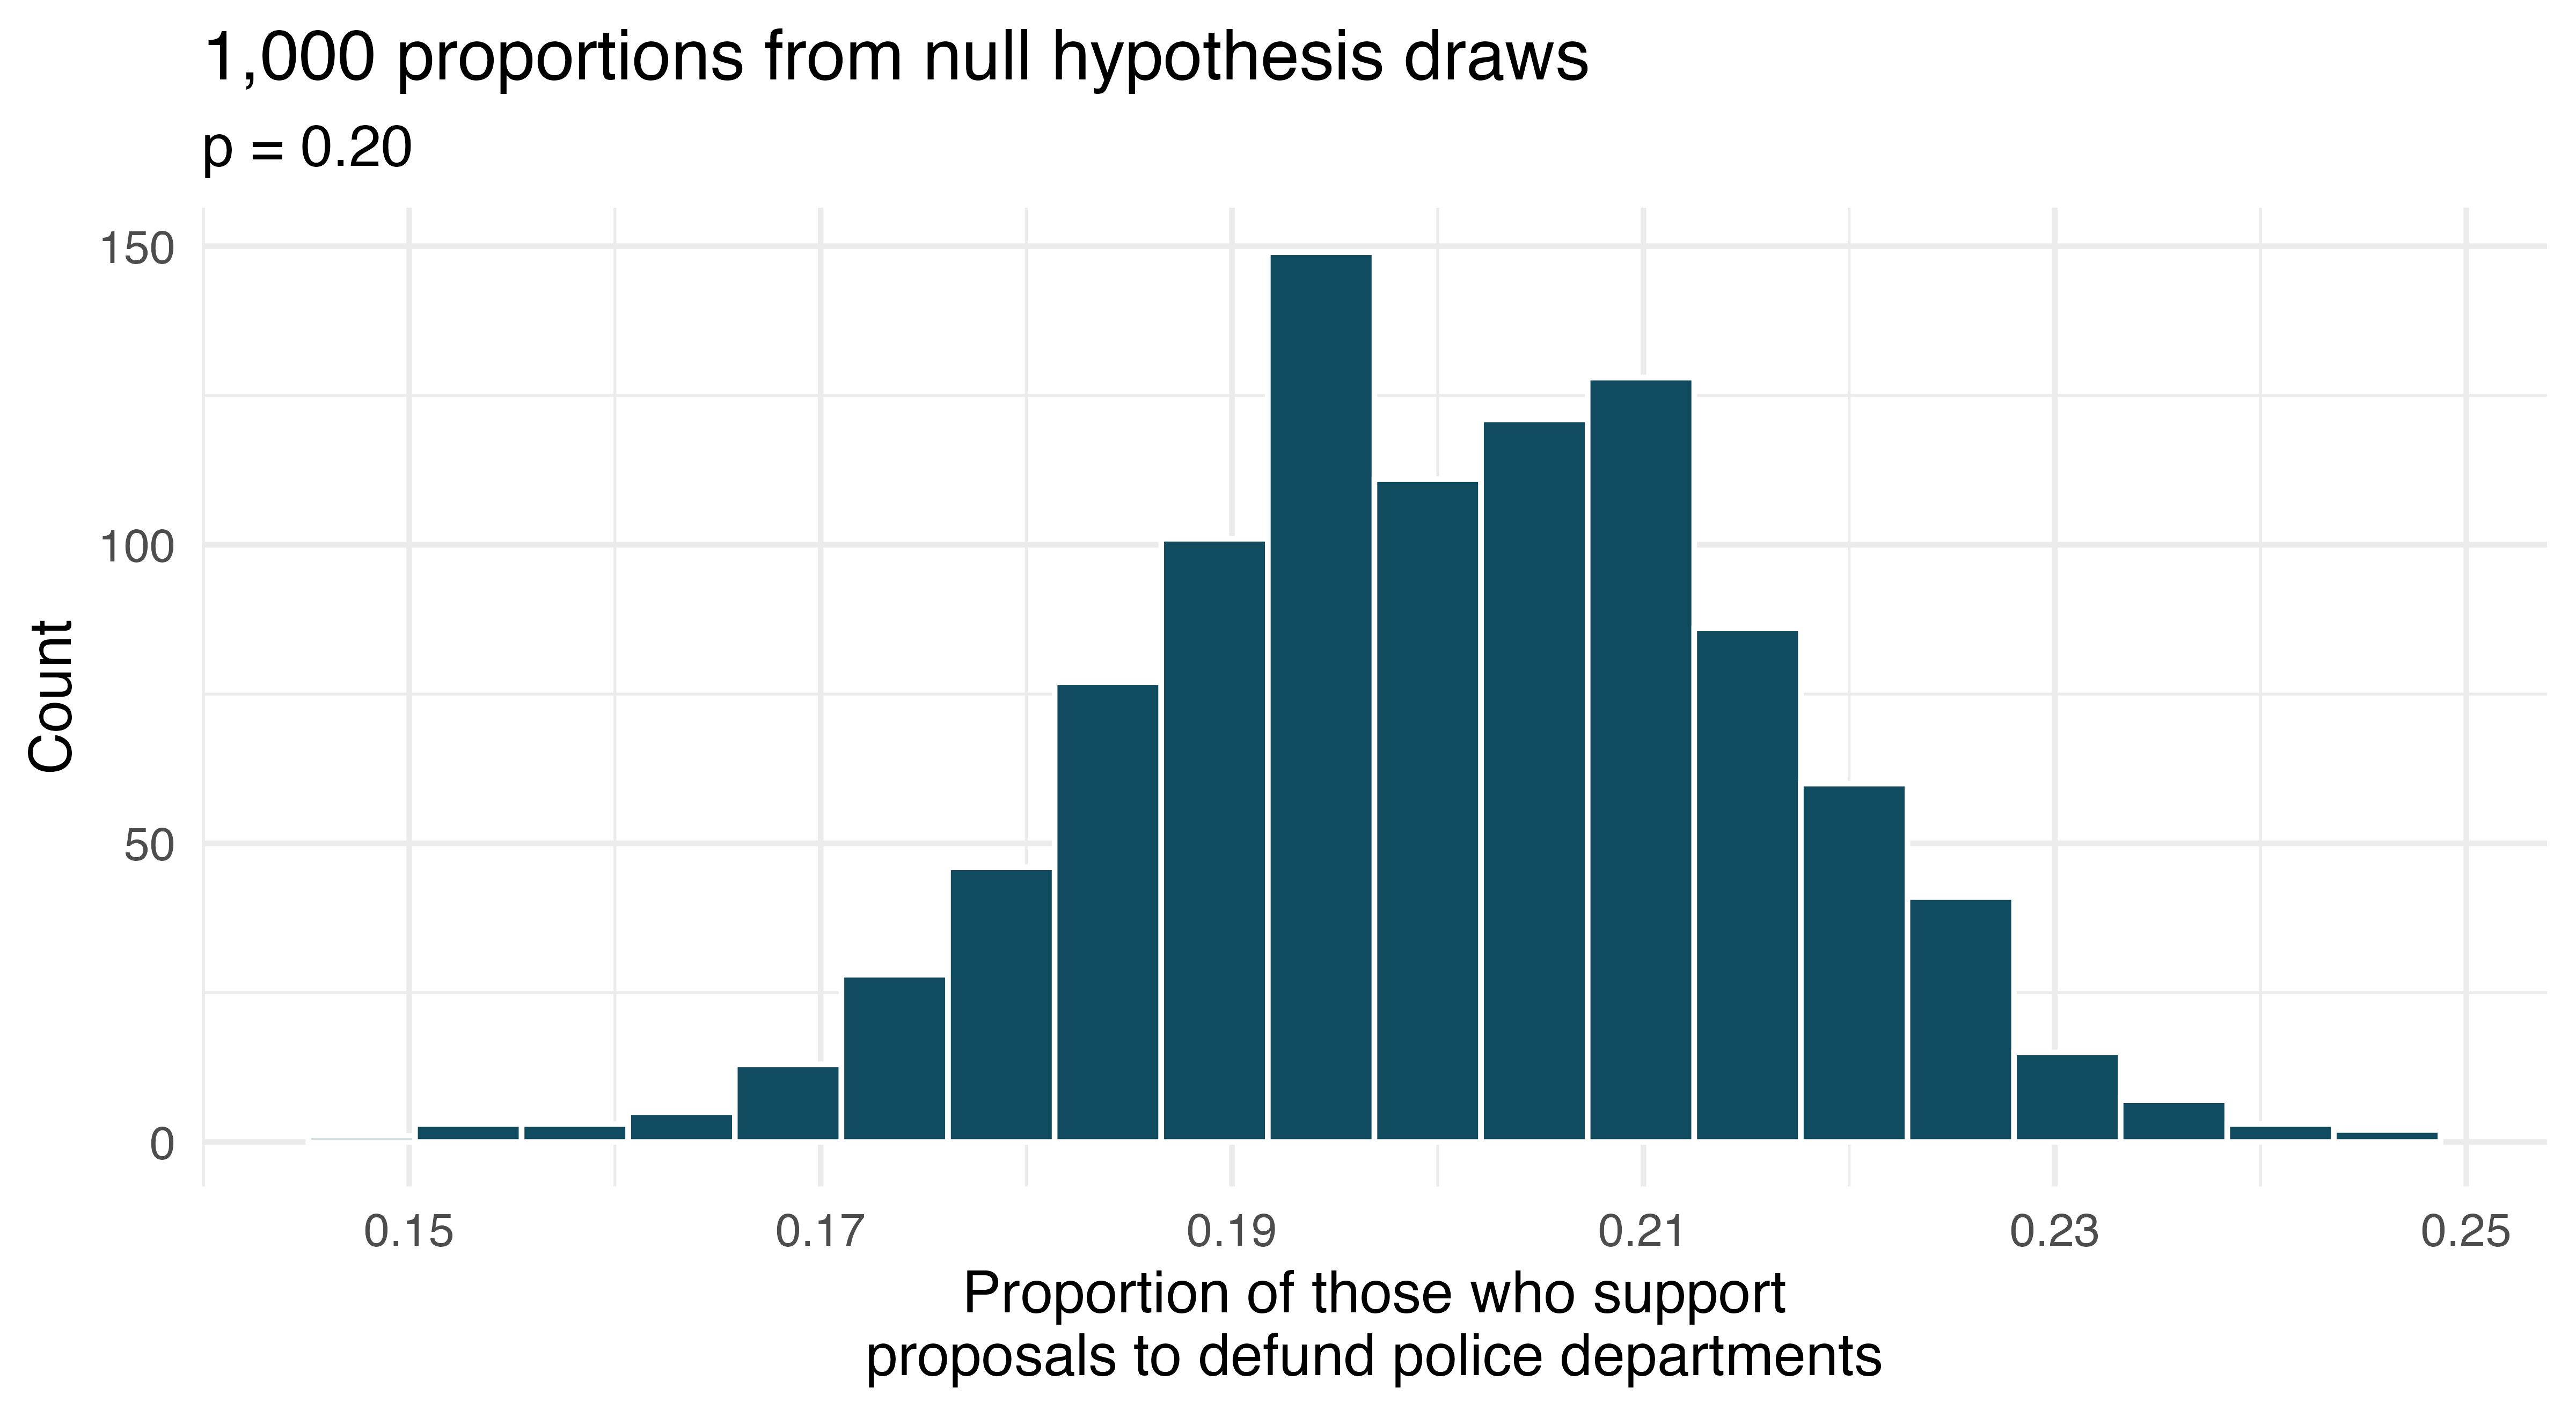 1,000 proportions from null hypothesis draws
p = 0.20
150
100
50
0
Count
0.15 0.17 0.19 0.21 0.23 0.25
Proportion of those who support
proposals to defund police departments